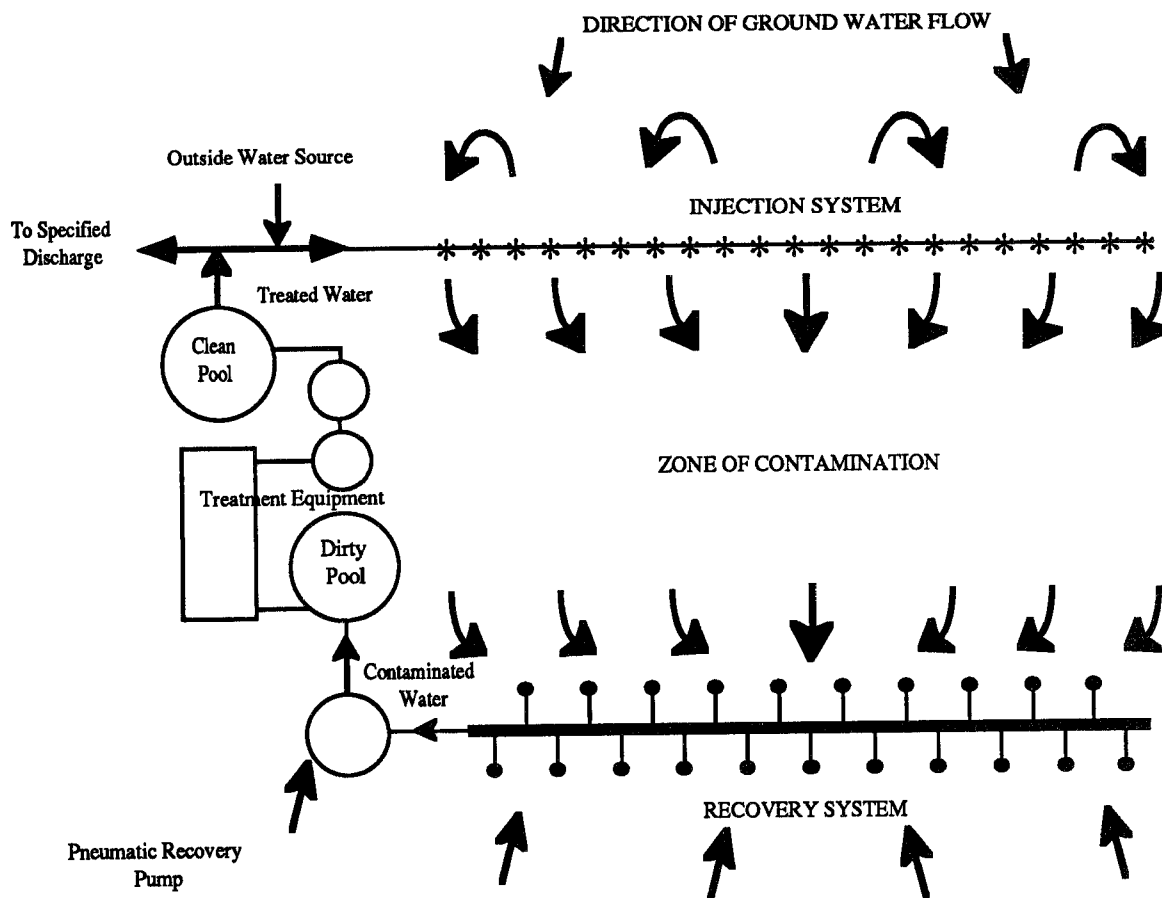 DIRECTION OF GROUND WATER FLOW
Outside Water Source
INJECTION SYSTEM
To Specified
Discharge
Treated Water
Clean
Pool
ZONE OF CONTAMINATION
Treatment Equipment
Dirty
Pool
Contaminated
Water
RECOVERY SYSTEM
Pneumatic Recovery
Pump